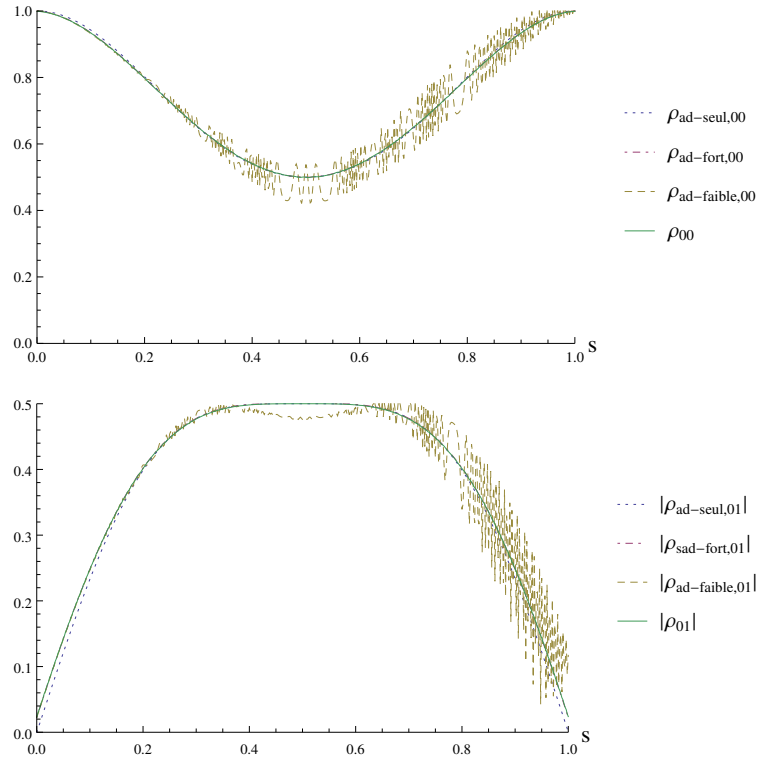 1.0
0.8
0.6
0.4
0.2
0.0
0.0 0.2 0.4 0.6 0.8 1.0 s
ρad−seul,00
ρad−fort,00
ρad−faible,00
ρ00
0.5
0.4
0.3
0.2
0.1
0.0
0.0 0.2 0.4 0.6 0.8 1.0 s
|ρad−seul,01|
|ρsad−fort,01|
|ρad−faible,01|
|ρ01|